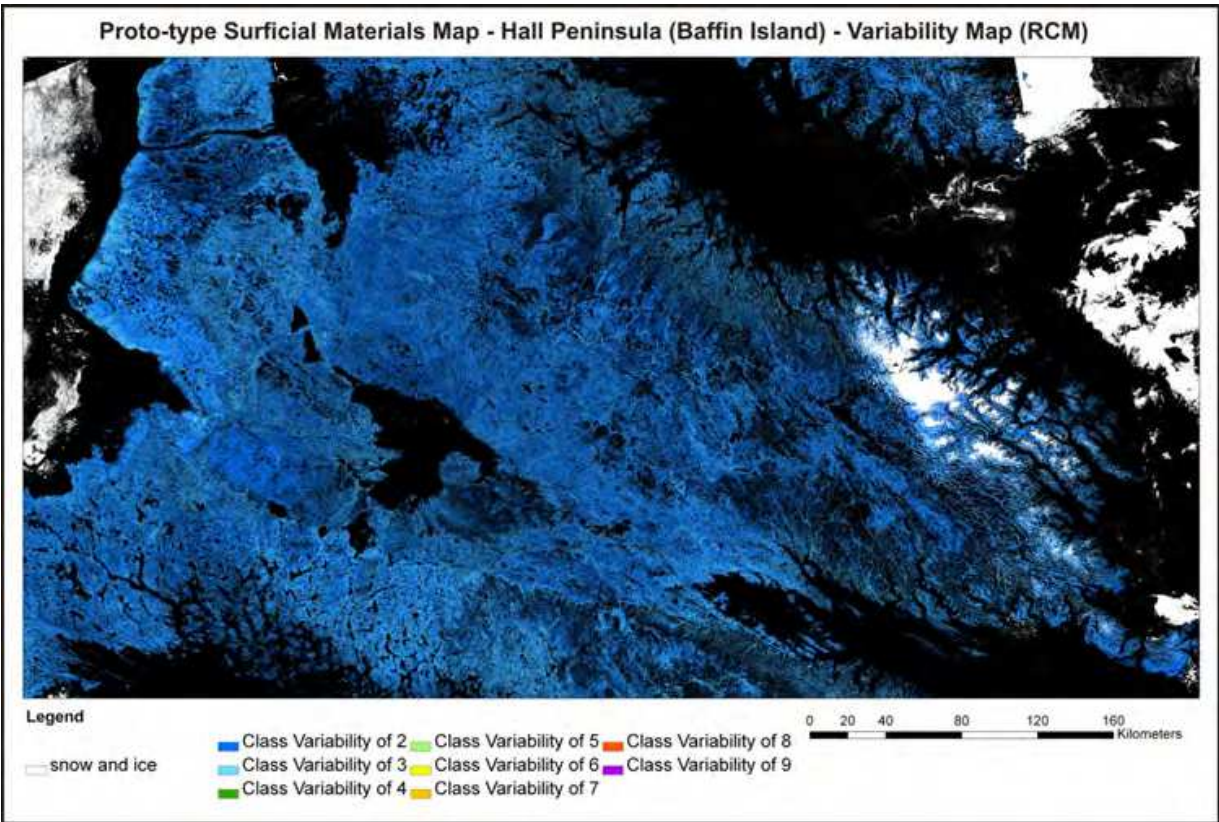 Proto-type Surficial Materials Map - Hall Peninsula (Baffin Island) - Variability Map (RCM)
Legend
snow and ice
Class Variability of 2
Class Variability of 3
Class Variability of 4
Class Variability of 5
Class Variability of 6
Class Variability of 7
Class Variability of 8
Class Variability of 9
0 20 40 80 120 160
Kilometers